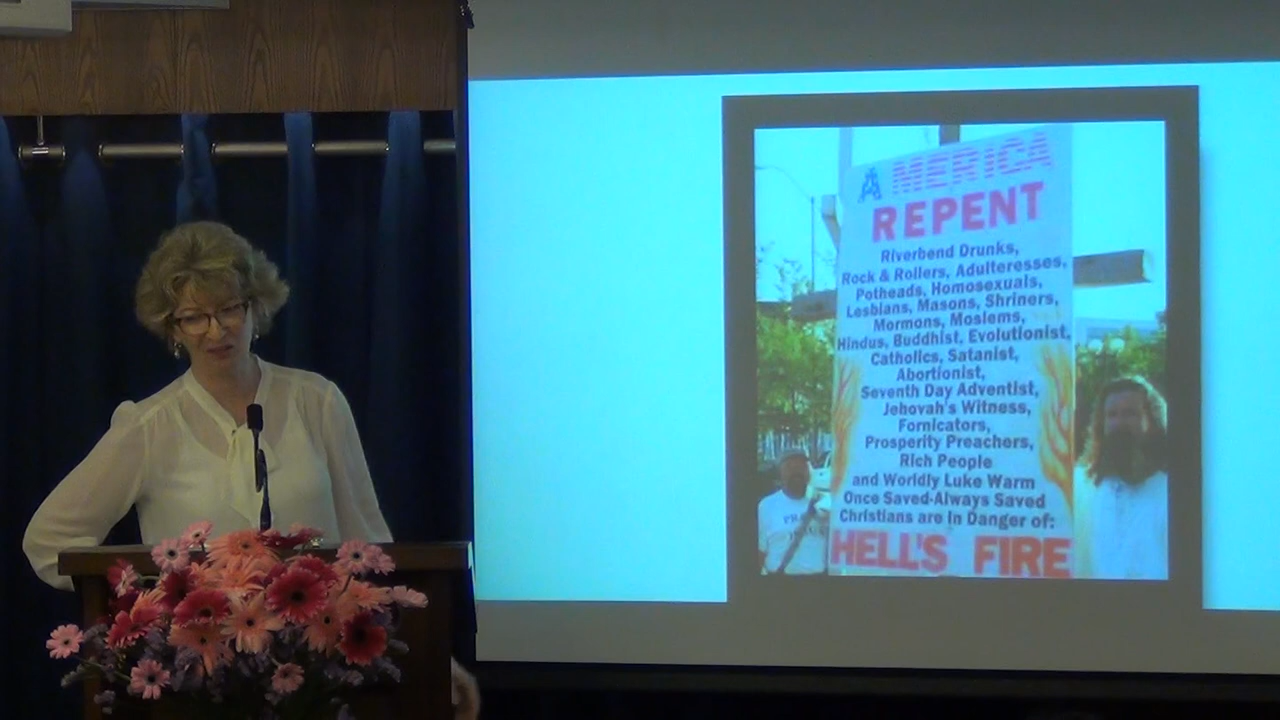 AMERICA
REPENT
Riverbend Drunks,
Rock & Rollers, Adulteresses,
Potheads, Homosexuals,
Lesbians, Masons, Shriners,
Mormons, Moslems,
Hindus, Buddhist, Evolutionist,
Catholics, Satanist,
Abortionist,
Seventh Day Adventist,
Jehovah's Witness,
Fornicators,
Prosperity Preachers,
Rich People
and Worldly Luke Warm
Once Saved-Always Saved
Christians are in Danger of:
HELL'S FIRE